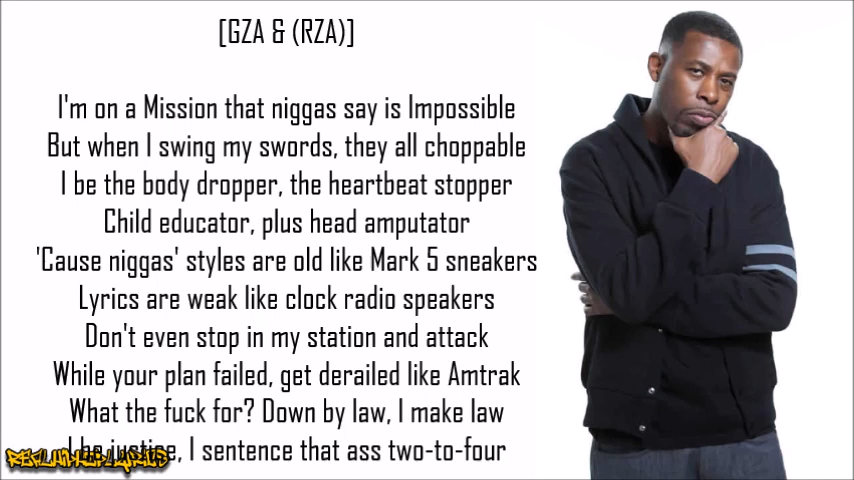 [GZA & (RZA)]
I'm on a Mission that niggas say is Impossible
But when I swing my swords, they all choppable
I be the body dropper, the heartbeat stopper
Child educator, plus head amputator
'Cause niggas' styles are old like Mark 5 sneakers
Lyrics are weak like clock radio speakers
Don't even stop in my station and attack
While your plan failed, get derailed like Amtrak
What the fuck for? Down by law, I make law
I be justice, I sentence that ass two-to-four